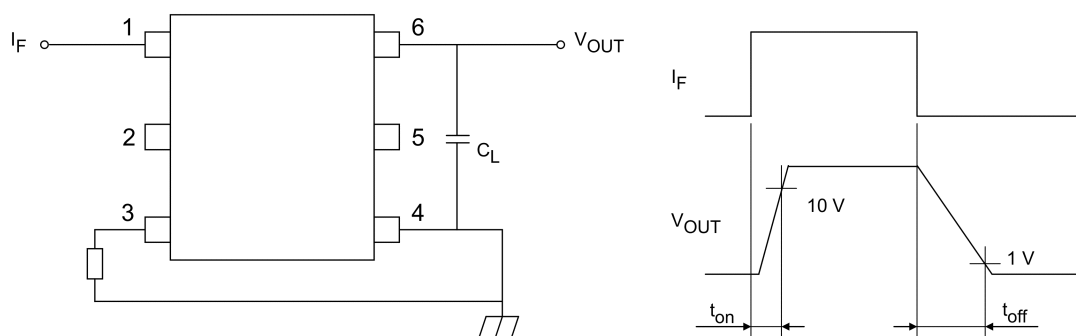 I_F
1
6
V_OUT
2
5
C_L
3
4
I_F
V_OUT
10 V
1 V
t_on
t_off